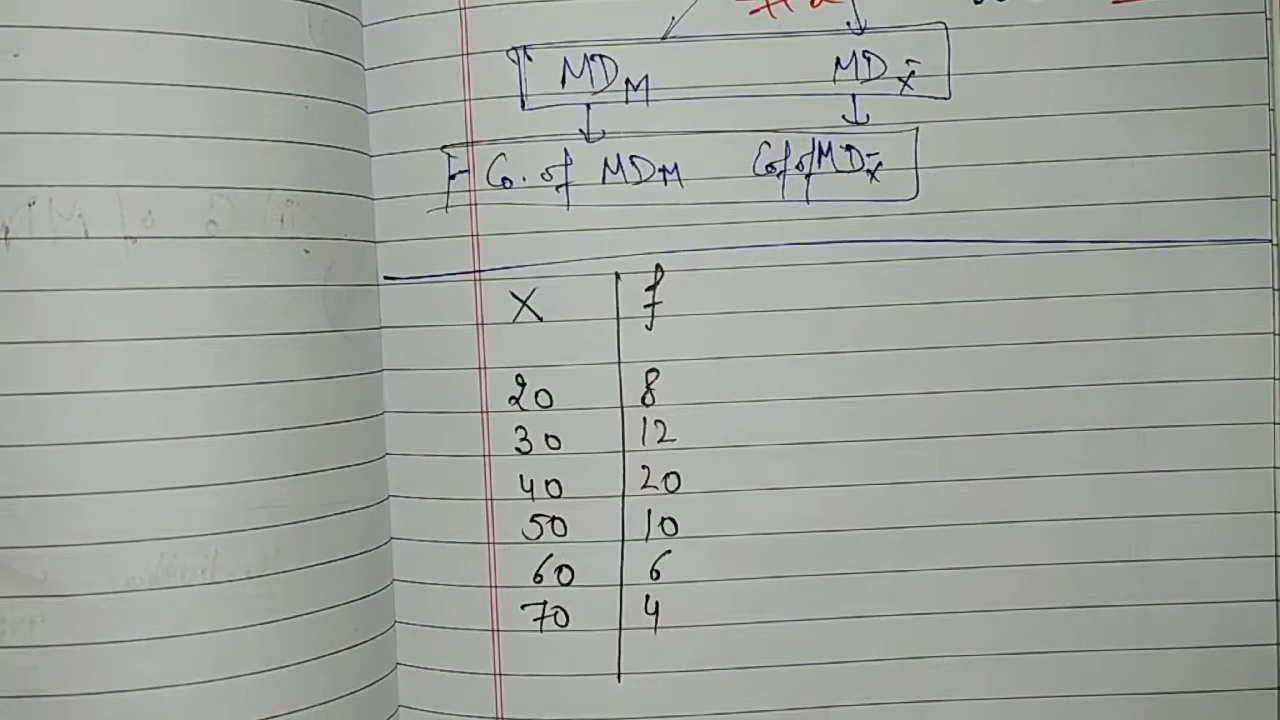 MD_M MD_x̄
Co. of MD_M Cof of MD_x̄
X f
20 8
30 12
40 20
50 10
60 6
70 4